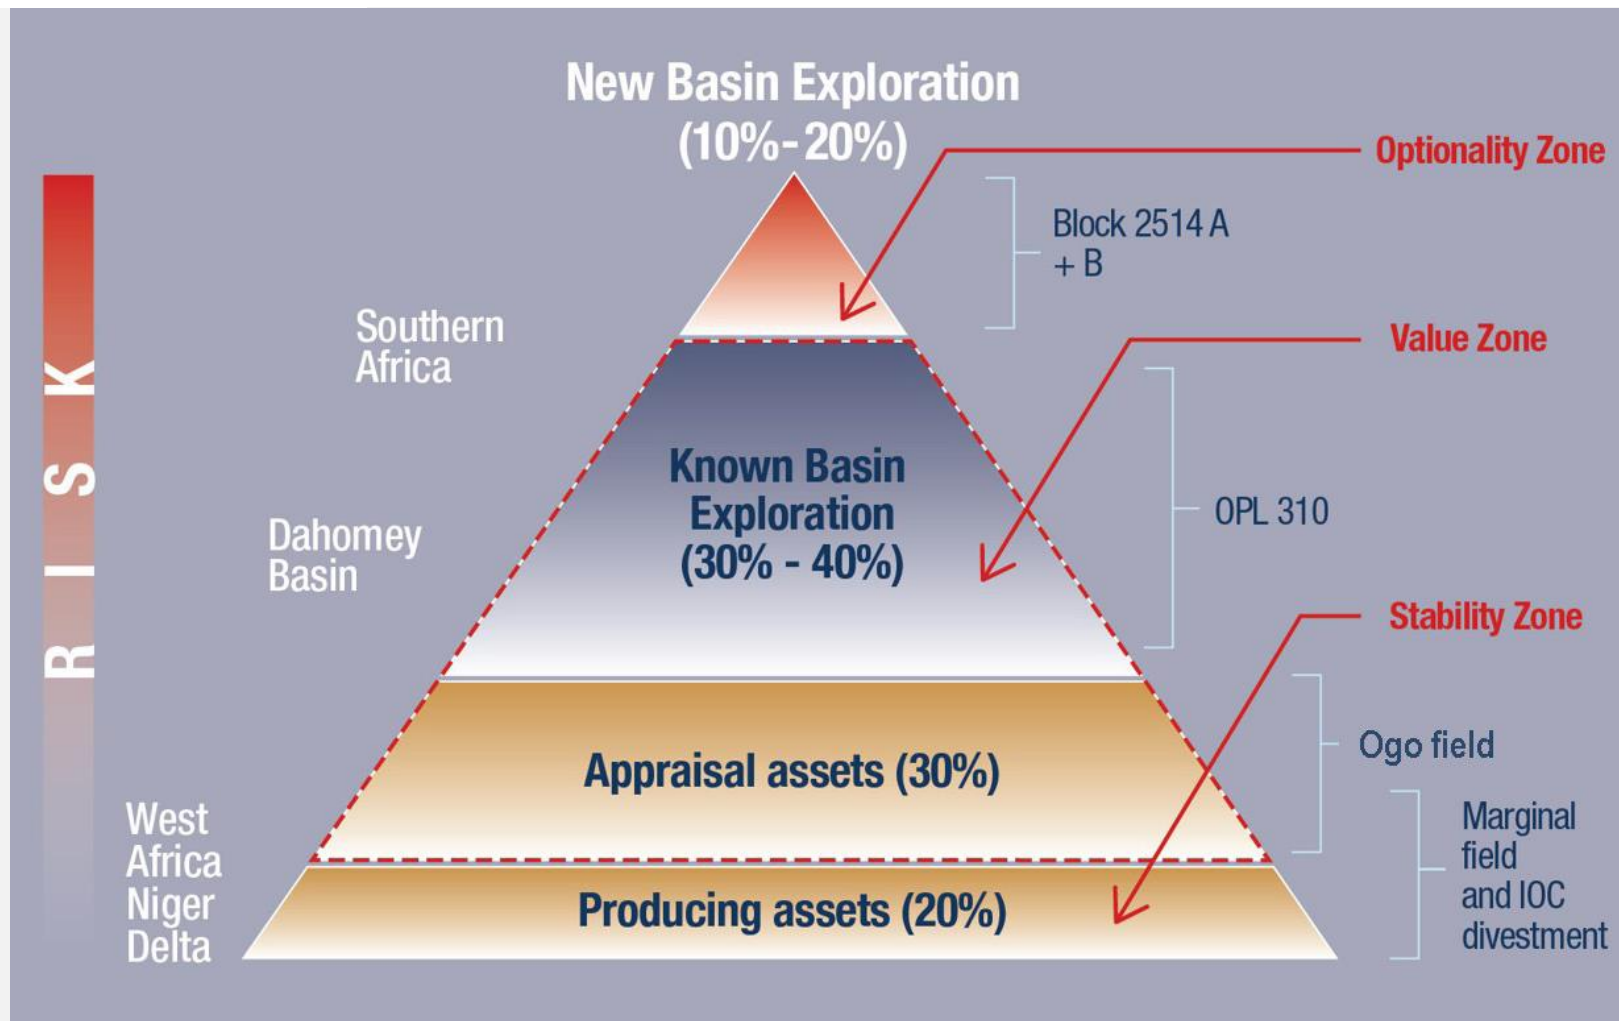 New Basin Exploration
(10%-20%)
Optionality Zone
Block 2514 A
+ B
Southern
Africa
Value Zone
RISK
Known Basin
Exploration
(30% - 40%)
OPL 310
Dahomey
Basin
Stability Zone
Appraisal assets (30%)
Ogo field
West
Africa
Niger
Delta
Marginal
field
and IOC
divestment
Producing assets (20%)